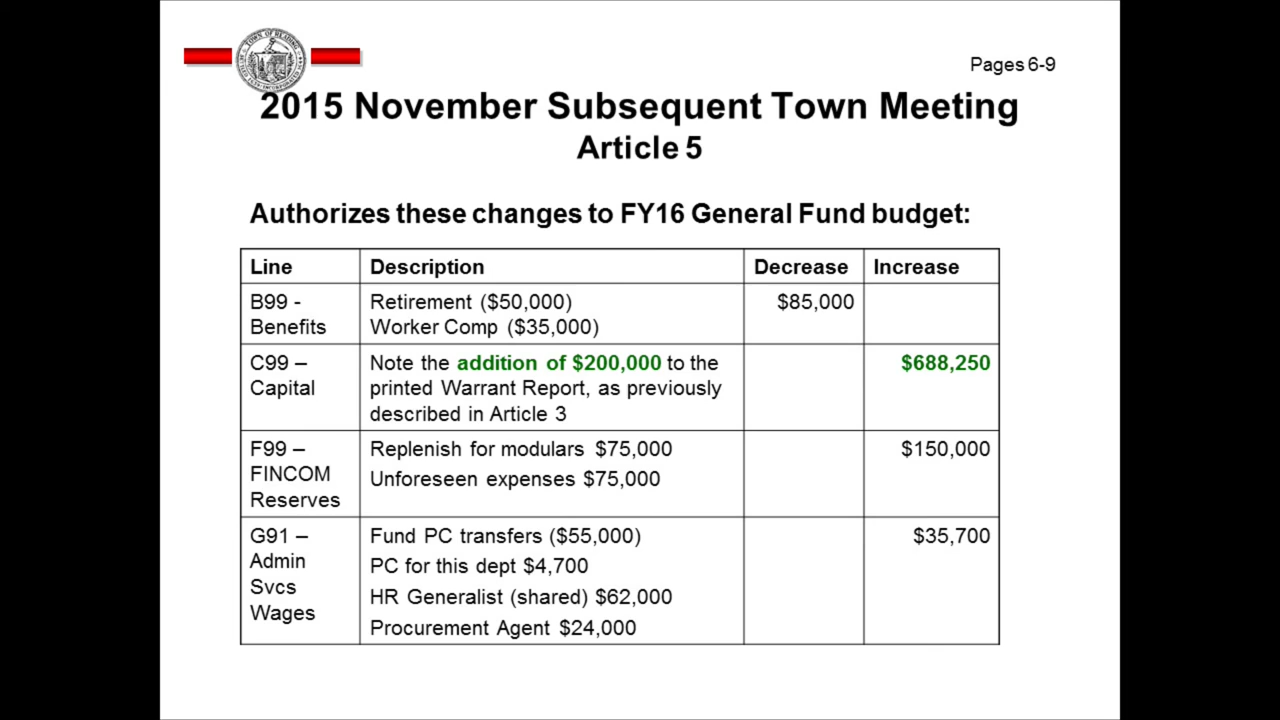 TOWN OF READING
Pages 6-9
2015 November Subsequent Town Meeting
Article 5
Authorizes these changes to FY16 General Fund budget:
Line Description Decrease Increase
B99 - Retirement ($50,000) $85,000
Benefits Worker Comp ($35,000)
C99 – Note the addition of $200,000 to the $688,250
Capital printed Warrant Report, as previously
described in Article 3
F99 – Replenish for modulars $75,000 $150,000
FINCOM Unforeseen expenses $75,000
Reserves
G91 – Fund PC transfers ($55,000) $35,700
Admin PC for this dept $4,700
Svcs HR Generalist (shared) $62,000
Wages Procurement Agent $24,000